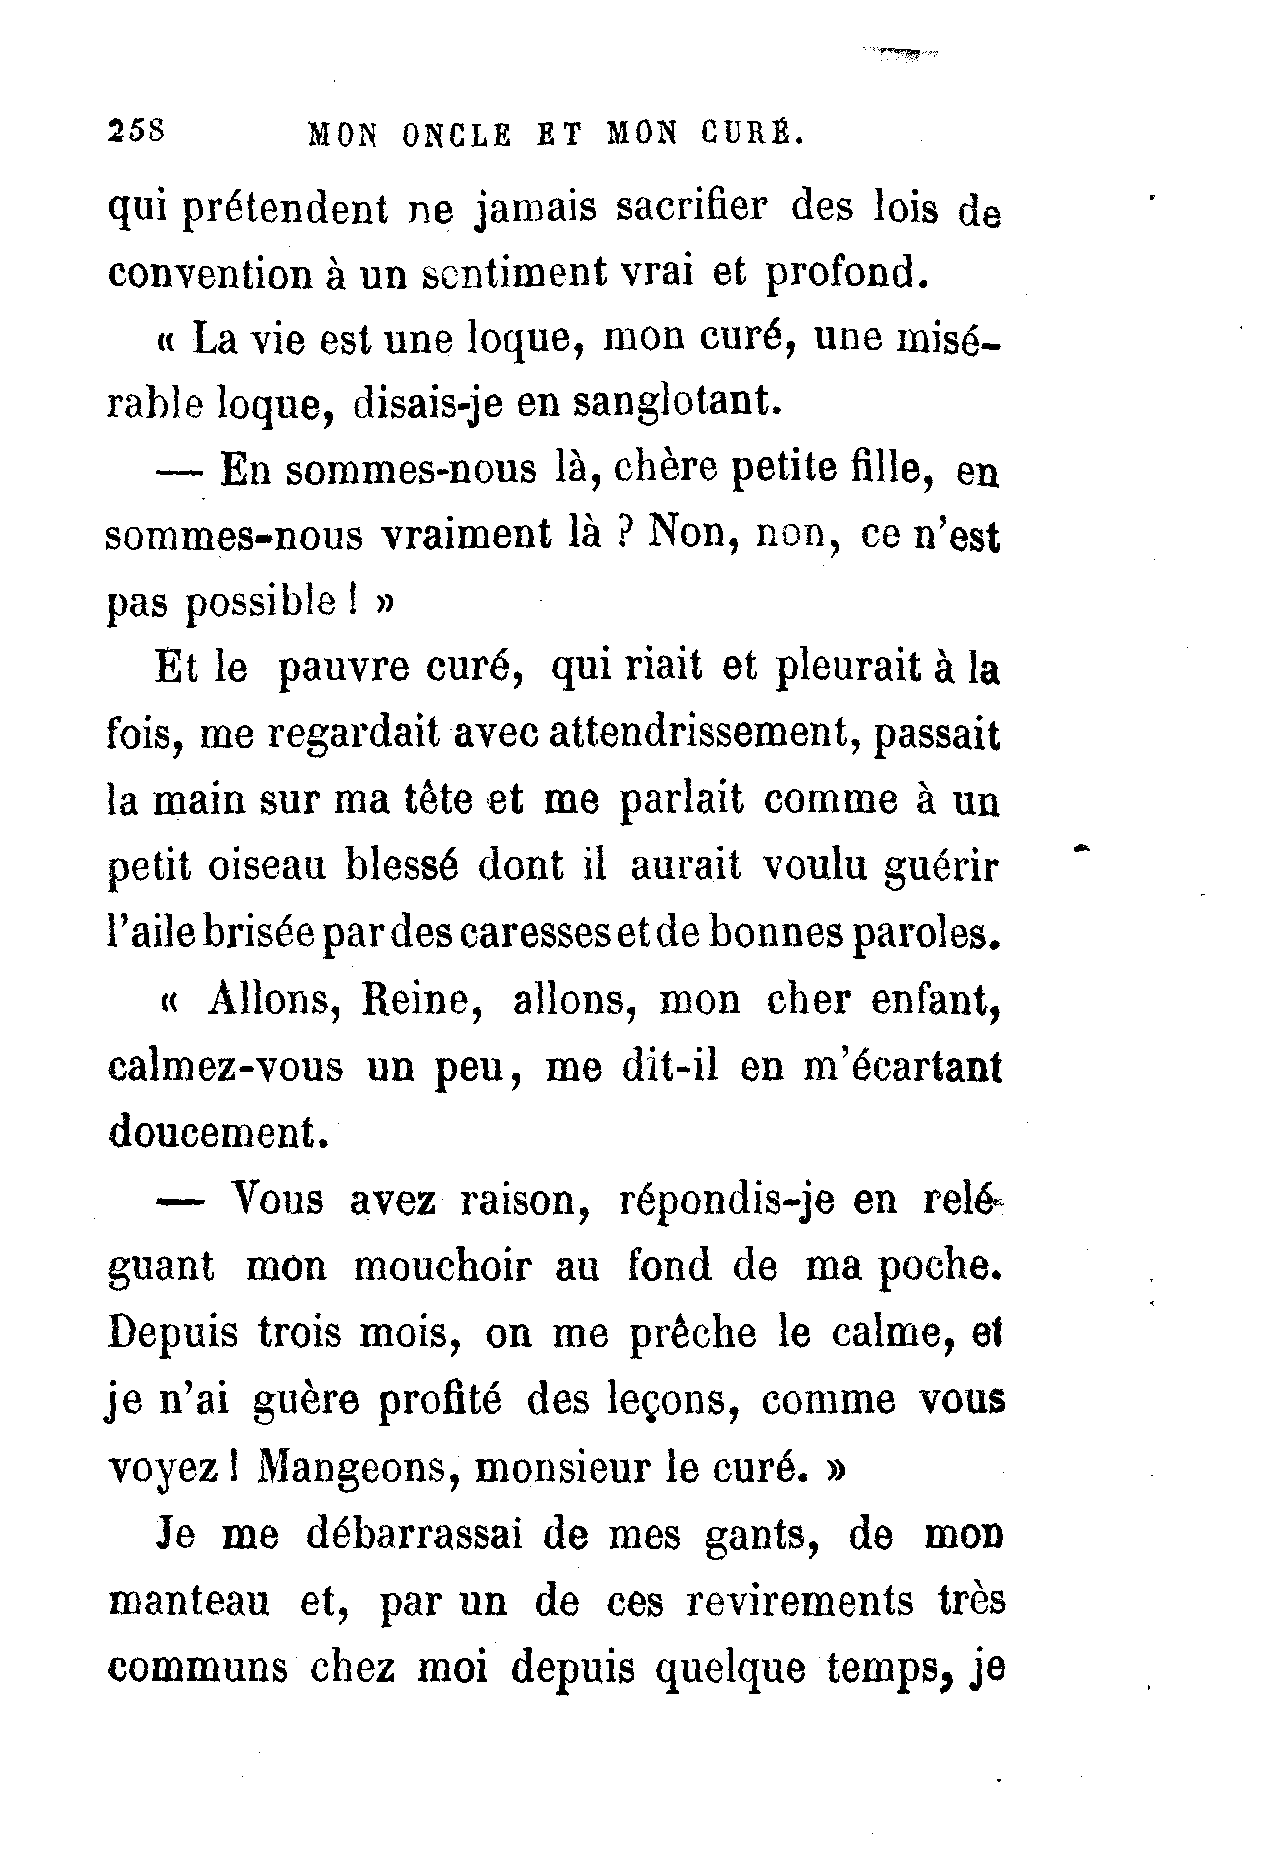 258 MON ONCLE ET MON CURÉ.
qui prétendent ne jamais sacrifier des lois de
convention à un sentiment vrai et profond.
« La vie est une loque, mon curé, une misé-
rable loque, disais-je en sanglotant.
— En sommes-nous là, chère petite fille, en
sommes-nous vraiment là ? Non, non, ce n'est
pas possible ! »
Et le pauvre curé, qui riait et pleurait à la
fois, me regardait avec attendrissement, passait
la main sur ma tête et me parlait comme à un
petit oiseau blessé dont il aurait voulu guérir
l'aile brisée par des caresses et de bonnes paroles.
« Allons, Reine, allons, mon cher enfant,
calmez-vous un peu, me dit-il en m'écartant
doucement.
— Vous avez raison, répondis-je en relé-
guant mon mouchoir au fond de ma poche.
Depuis trois mois, on me prêche le calme, et
je n'ai guère profité des leçons, comme vous
voyez ! Mangeons, monsieur le curé. »
Je me débarrassai de mes gants, de mon
manteau et, par un de ces revirements très
communs chez moi depuis quelque temps, je